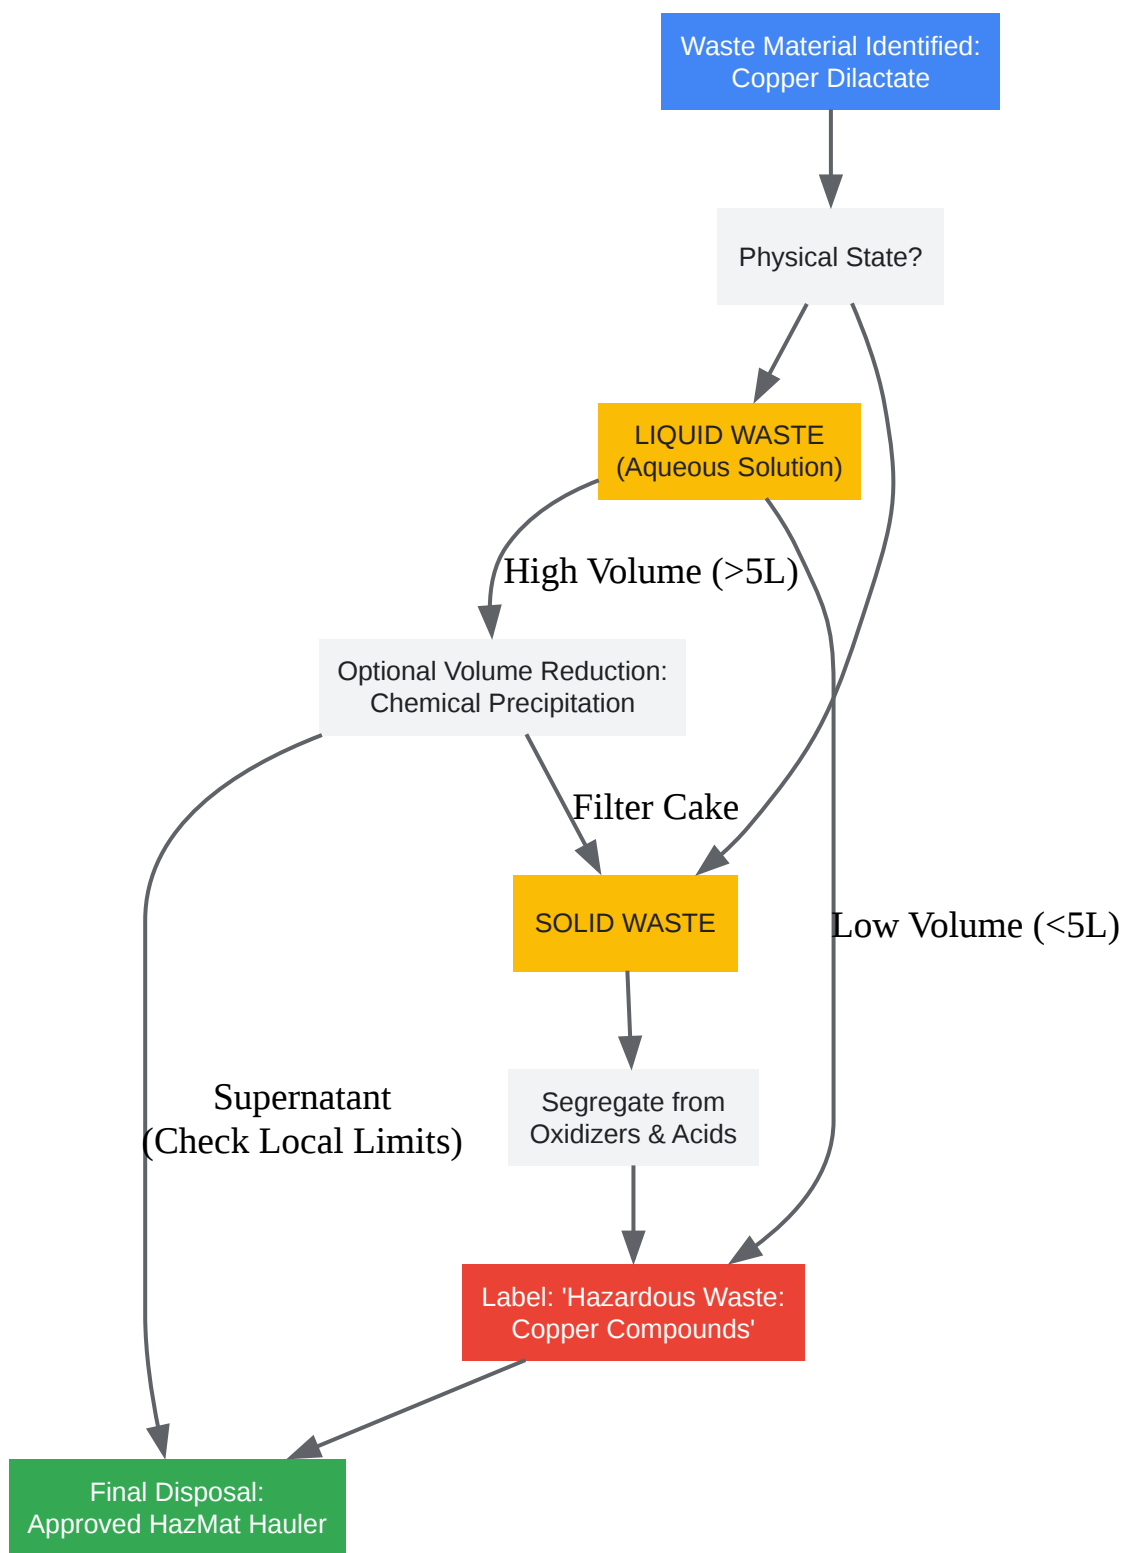 Waste Material Identified:
Copper Dilactate
Physical State?
LIQUID WASTE
(Aqueous Solution)
High Volume (>5L)
Optional Volume Reduction:
Chemical Precipitation
Filter Cake
SOLID WASTE
Low Volume (<5L)
Supernatant
(Check Local Limits)
Segregate from
Oxidizers & Acids
Label: 'Hazardous Waste:
Copper Compounds'
Final Disposal:
Approved HazMat Hauler